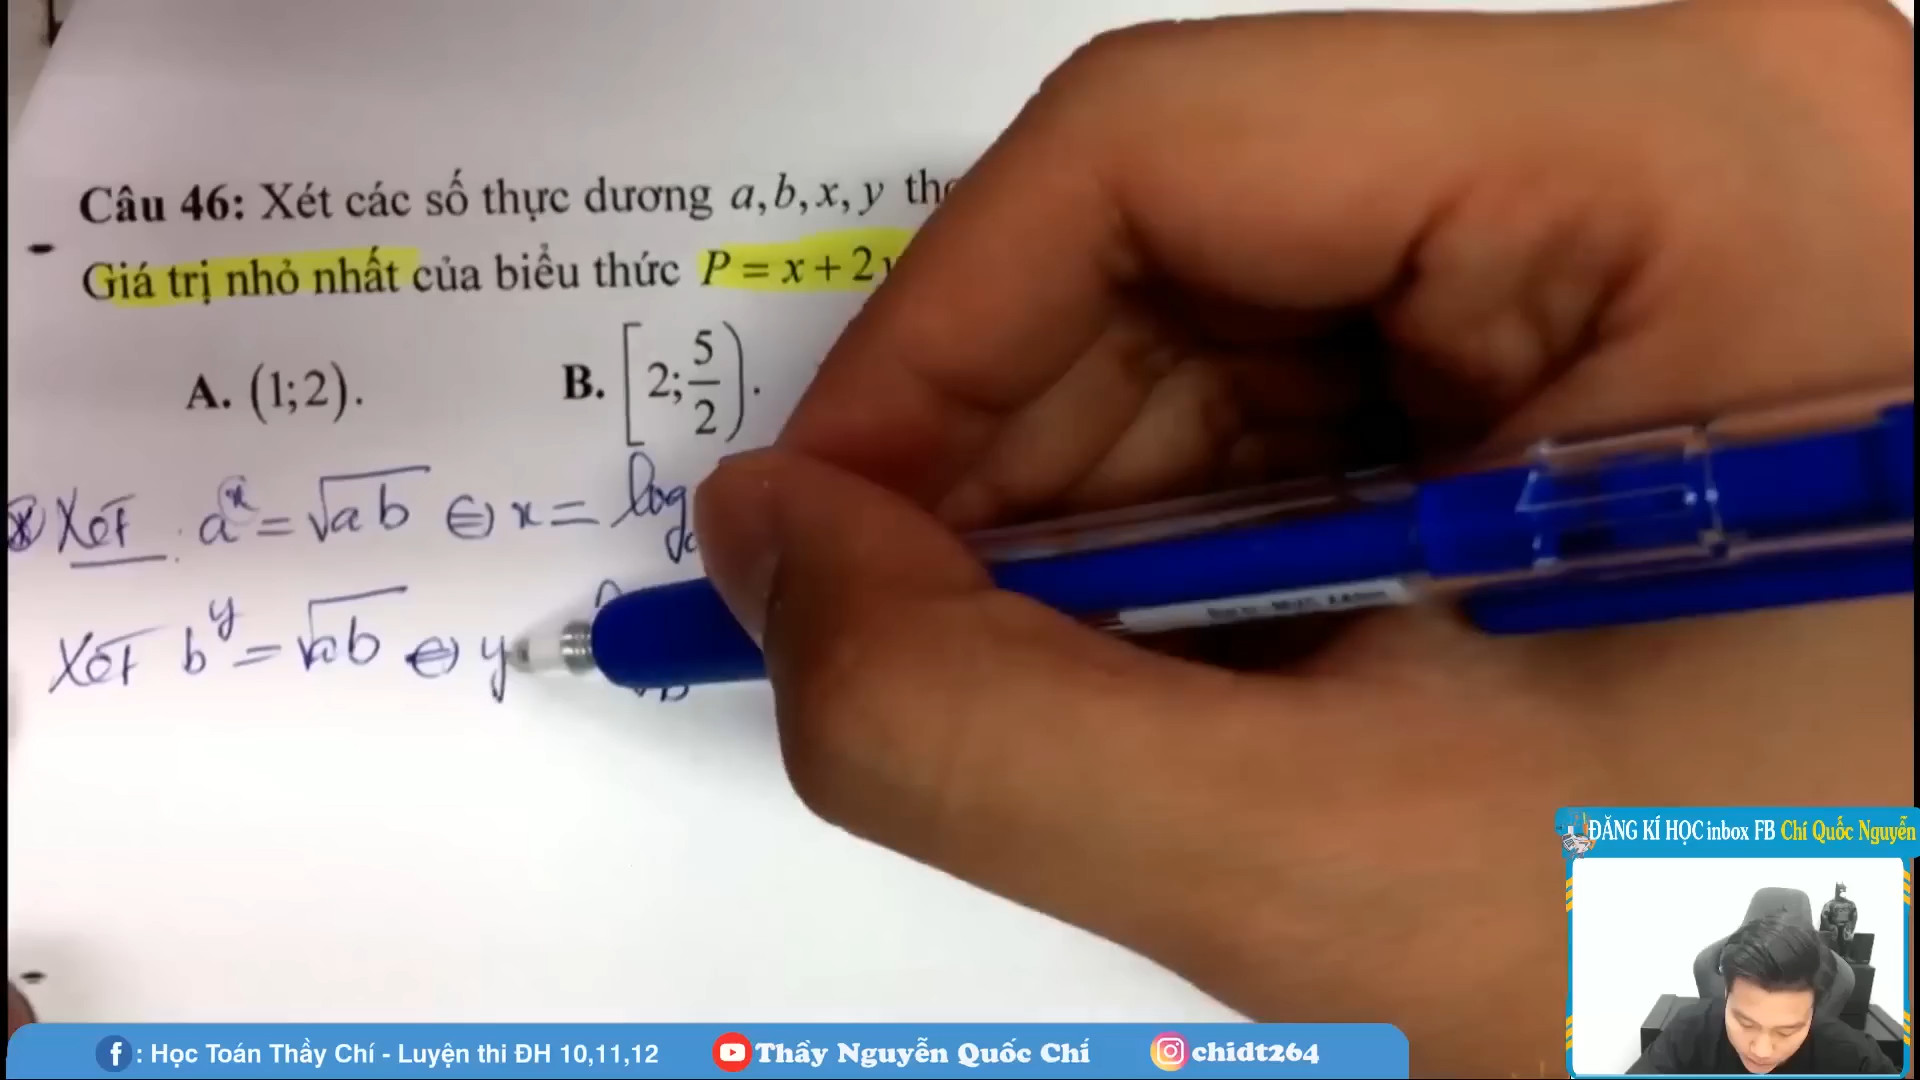 Câu 46: Xét các số thực dương a, b, x, y
Giá trị nhỏ nhất của biểu thức P = x + 2y
A. (1;2).
B. [2; 5/2).
Xét a^x = √ab ⇔ x = log
Xét b^y = √ab ⇔ y
ĐĂNG KÍ HỌC inbox FB Chí Quốc Nguyễn
: Học Toán Thầy Chí - Luyện thi ĐH 10,11,12
Thầy Nguyễn Quốc Chí
chidt264